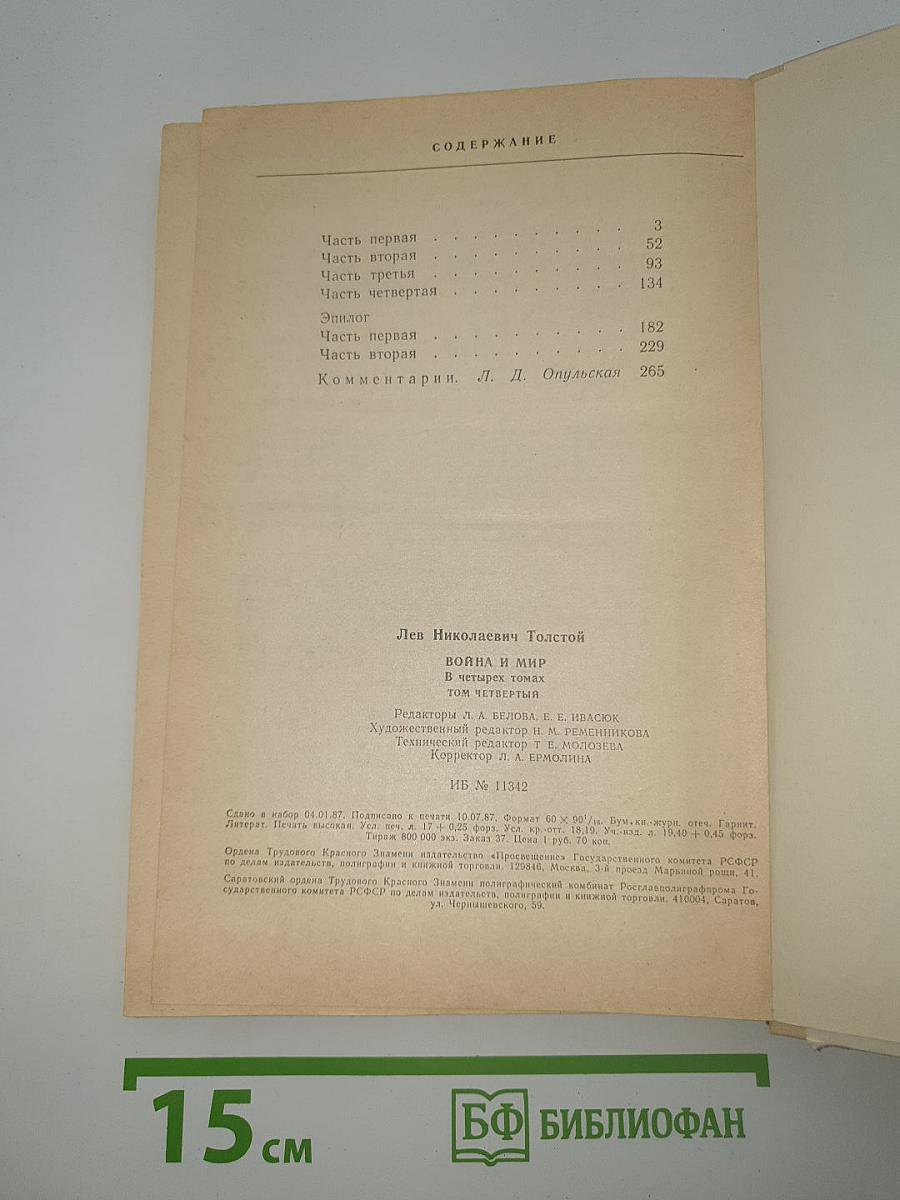 СОДЕРЖАНИЕ
Часть первая . . . . . . . . . . 3
Часть вторая . . . . . . . . . . 52
Часть третья . . . . . . . . . . 93
Часть четвертая . . . . . . . . . 134
Эпилог
Часть первая . . . . . . . . . . 182
Часть вторая . . . . . . . . . . 229
Комментарии. Л. Д. Опульская 265
Лев Николаевич Толстой
ВОЙНА И МИР
В четырех томах
ТОМ ЧЕТВЕРТЫЙ
Редакторы Л. А. БЕЛОВА, Е. Е. ИВАСЮК
Художественный редактор Н. М. РЕМЕННИКОВА
Технический редактор Т. Е. МОЛОЗЕВА
Корректор Л. А. ЕРМОЛИНА
ИБ № 11342
Сдано в набор 04.01.87. Подписано к печати 10.07.87. Формат 60 × 90¹/₁₆. Бум. кн.-журн. отеч. Гарнит.
Литерат. Печать высокая. Усл. печ. л. 17 + 0,25 форз. Усл. кр.-отт. 18,19. Уч.-изд. л. 19,40 + 0,45 форз.
Тираж 800 000 экз. Заказ 37. Цена 1 руб. 70 коп.
Ордена Трудового Красного Знамени издательство «Просвещение» Государственного комитета РСФСР
по делам издательств, полиграфии и книжной торговли. 129846, Москва, 3-й проезд Марьиной рощи, 41.
Саратовский ордена Трудового Красного Знамени полиграфический комбинат Росглавполиграфпрома Го-
сударственного комитета РСФСР по делам издательств, полиграфии и книжной торговли. 410004, Саратов,
ул. Чернышевского, 59.
15 см
БФ БИБЛИОФАН